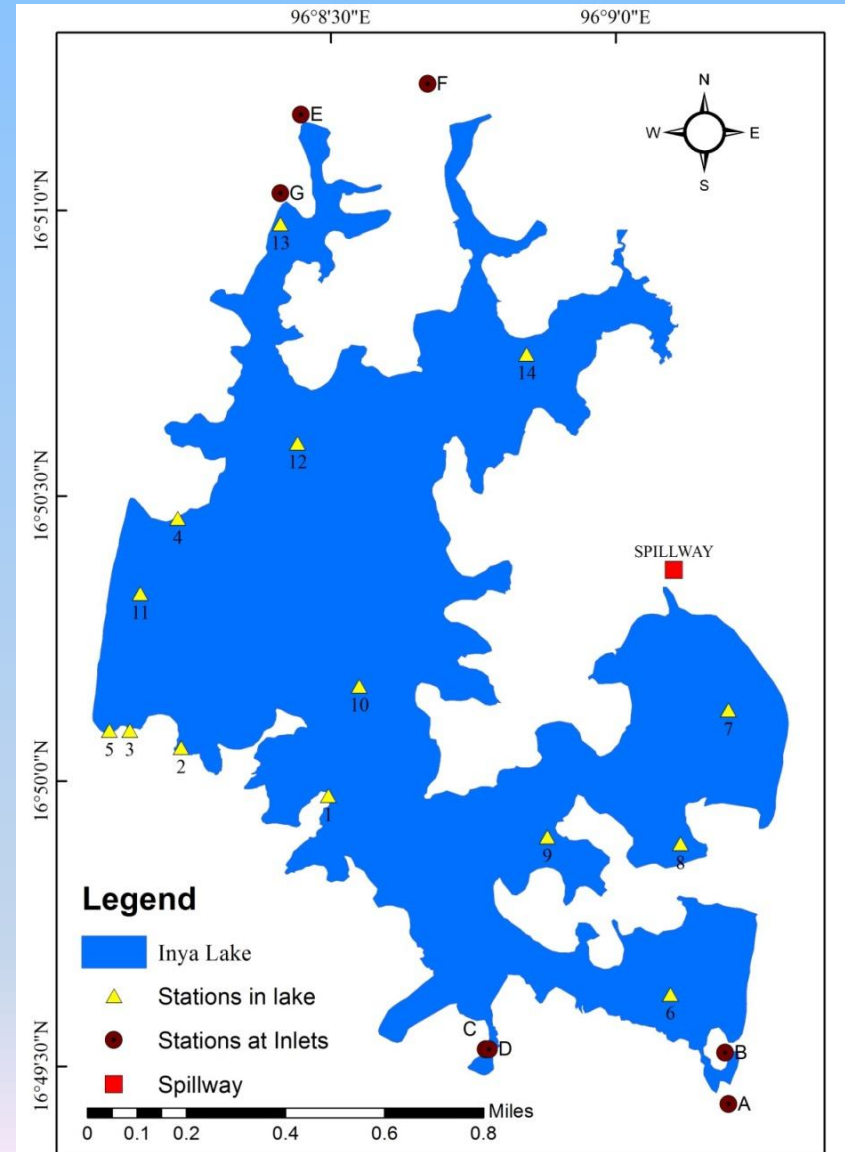 96°8'30"E
96°9'0"E
F
E
N
W
E
S
G
16°51'0"N
13
14
12
16°50'30"N
4
SPILLWAY
11
10
7
5
3
2
16°50'0"N
1
9
8
Legend
Inya Lake
Stations in lake
6
C
D
B
Stations at Inlets
16°49'30"N
Spillway
A
Miles
0
0.1
0.2
0.4
0.6
0.8